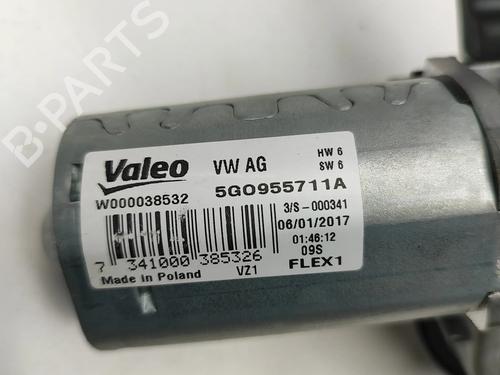 B-PARTS
Valeo VW AG HW 6
SW 6
W000038532 5G0955711A
3/S-000341
06/01/2017
01:46:12
09S
7 341000 385326
Made in Poland VZ1 FLEX1